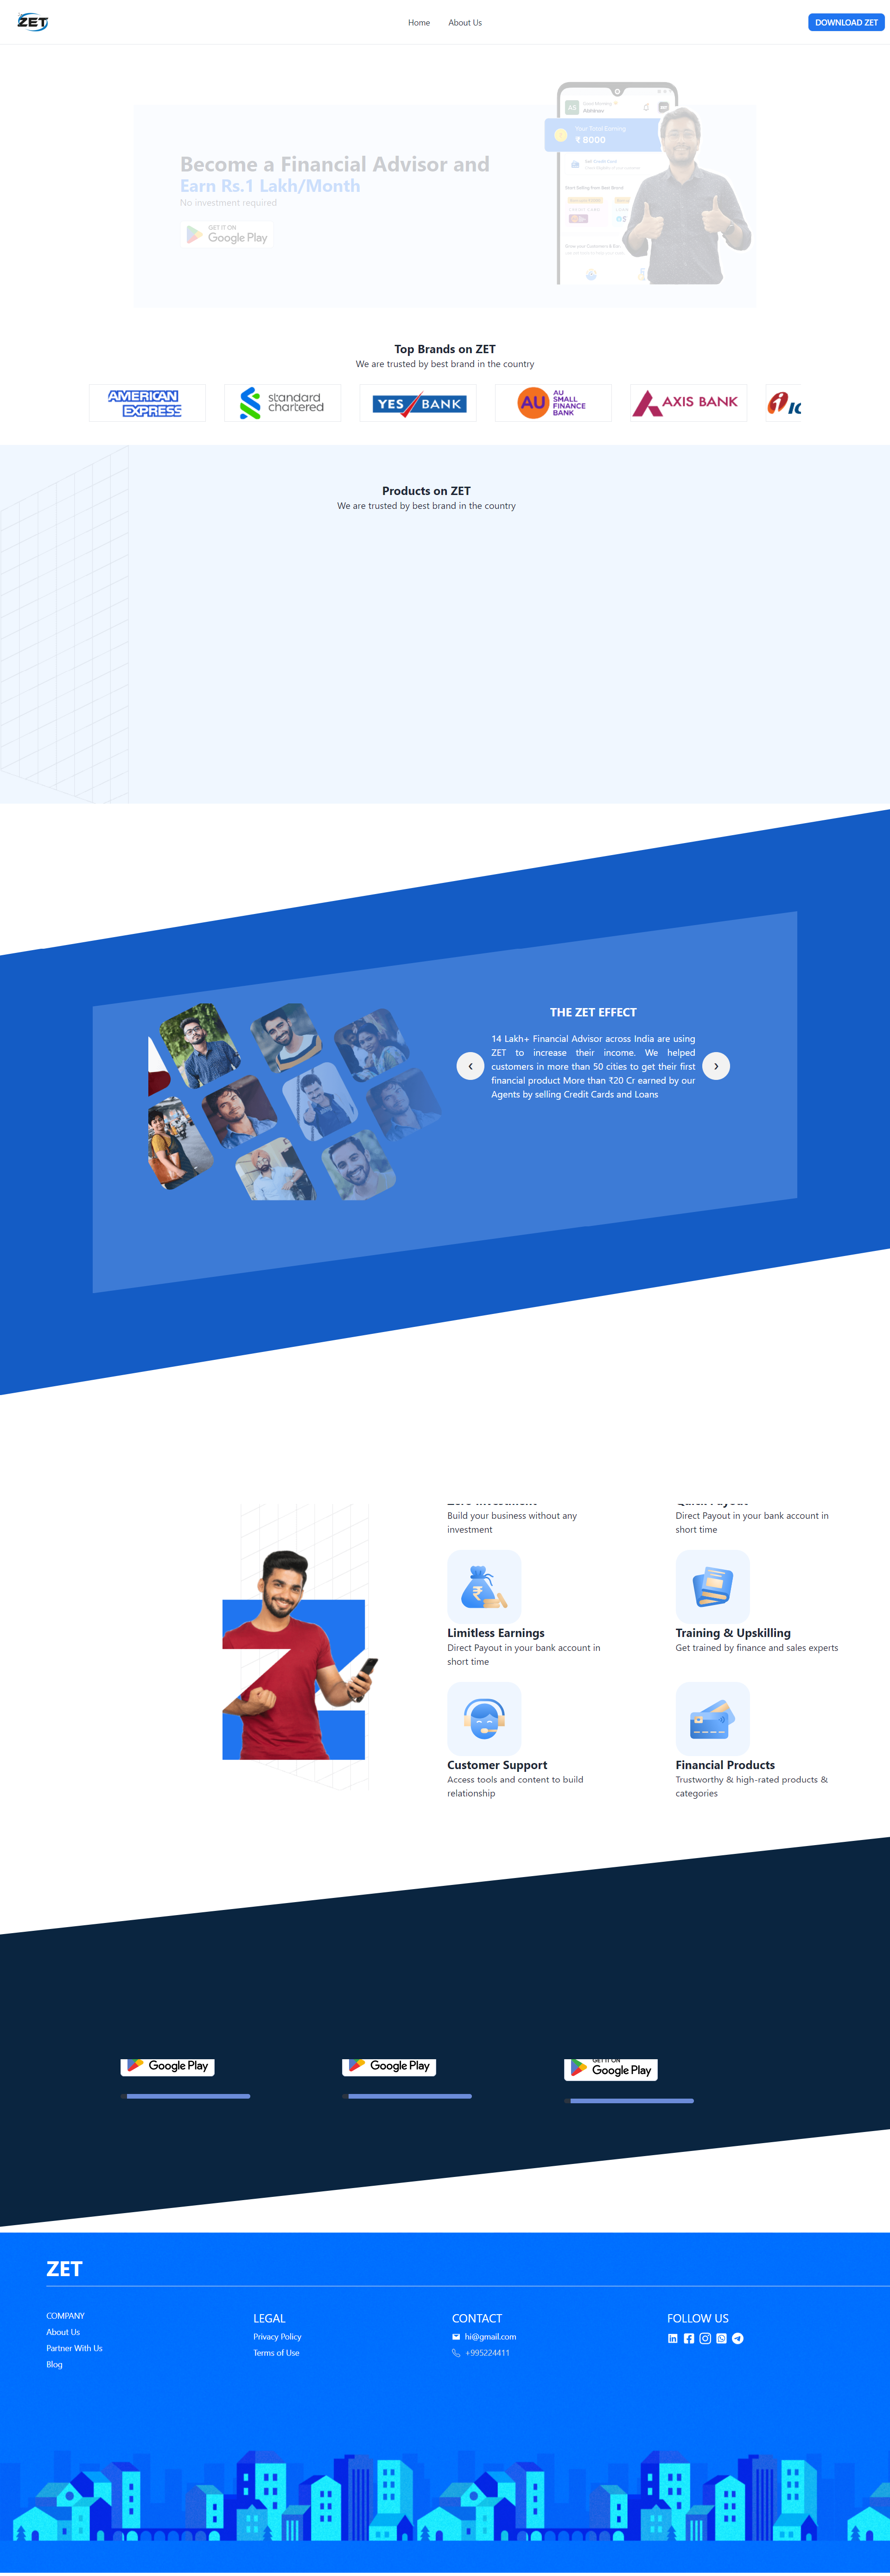 ZET
Home
About Us
DOWNLOAD ZET
Become a Financial Advisor and
Earn Rs.1 Lakh/Month
No investment required
GET IT ON
Google Play
AS
Good Morning
Abhikasu
Your Total Earning
₹ 8000
Top Brands on ZET
We are trusted by best brand in the country
AMERICAN
EXPRESS
standard
chartered
YES BANK
AU
AU
SMALL
FINANCE
BANK
AXIS BANK
Products on ZET
We are trusted by best brand in the country
THE ZET EFFECT
14 Lakh+ Financial Advisor across India are using
ZET to increase their income. We helped
customers in more than 50 cities to get their first
financial product More than ₹20 Cr earned by our
Agents by selling Credit Cards and Loans
Zero Investment
Build your business without any
investment
Quick Payout
Direct Payout in your bank account in
short time
Limitless Earnings
Direct Payout in your bank account in
short time
Training & Upskilling
Get trained by finance and sales experts
Customer Support
Access tools and content to build
relationship
Financial Products
Trustworthy & high-rated products &
categories
Google Play
Google Play
GET IT ON
Google Play
ZET
COMPANY
About Us
Partner With Us
Blog
LEGAL
Privacy Policy
Terms of Use
CONTACT
hi@gmail.com
+995224411
FOLLOW US